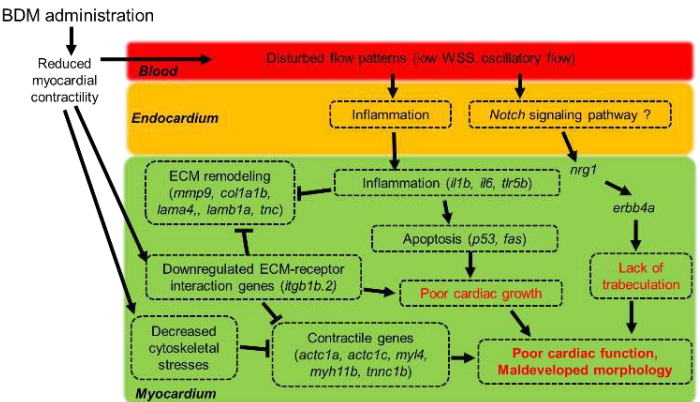 BDM administration
Reduced
myocardial
contractility
Disturbed flow patterns (low WSS. oscillatory flow)
Blood
Endocardium
Inflammation
Notch signaling pathway ?
ECM remodeling
(mmp9, col1a1b,
lama4,, lamb1a, tnc)
Inflammation (il1b, il6, tlr5b)
nrg1
erbb4a
Apoptosis (p53, fas)
Downregulated ECM-receptor
interaction genes (itgb1b.2)
Poor cardiac growth
Lack of
trabeculation
Decreased
cytoskeletal
stresses
Contractile genes
(actc1a, actc1c, myl4,
myh11b, tnnc1b)
Poor cardiac function,
Maldeveloped morphology
Myocardium